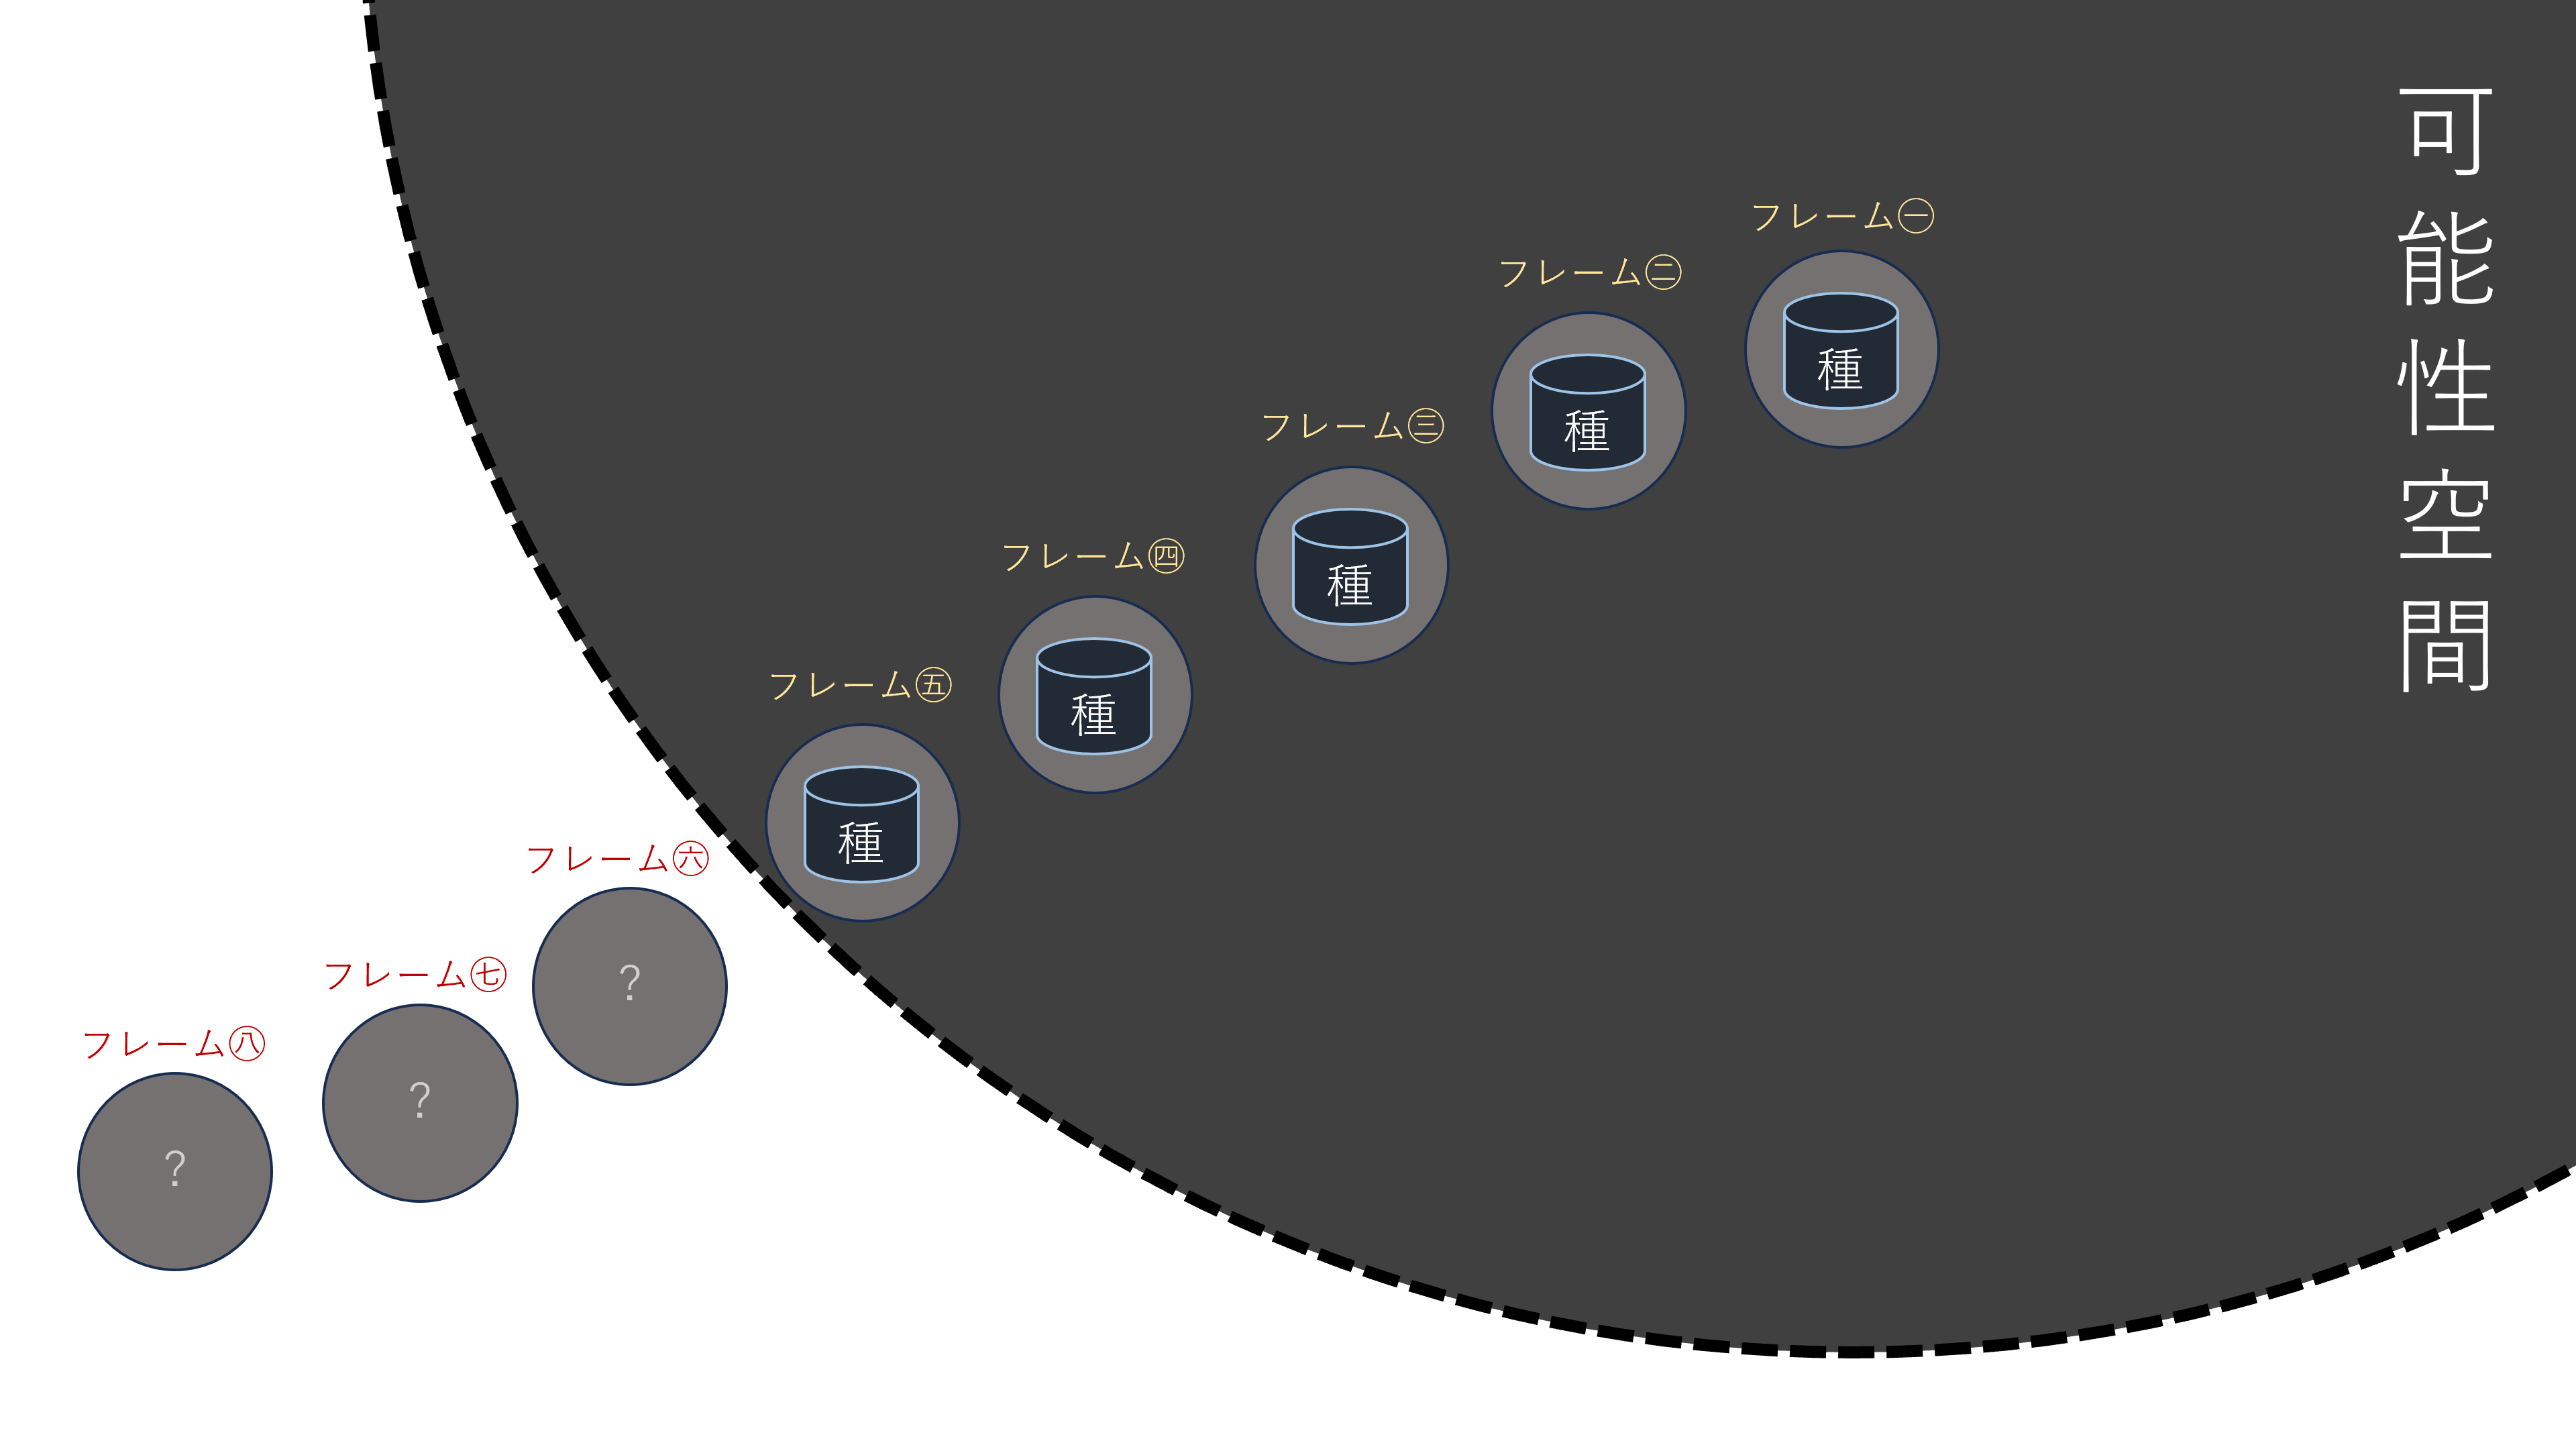 可能性空間
フレーム㊀
種
フレーム㊁
種
フレーム㊂
種
フレーム㊃
種
フレーム㊄
種
フレーム㊅
？
フレーム㊆
？
フレーム㊇
？